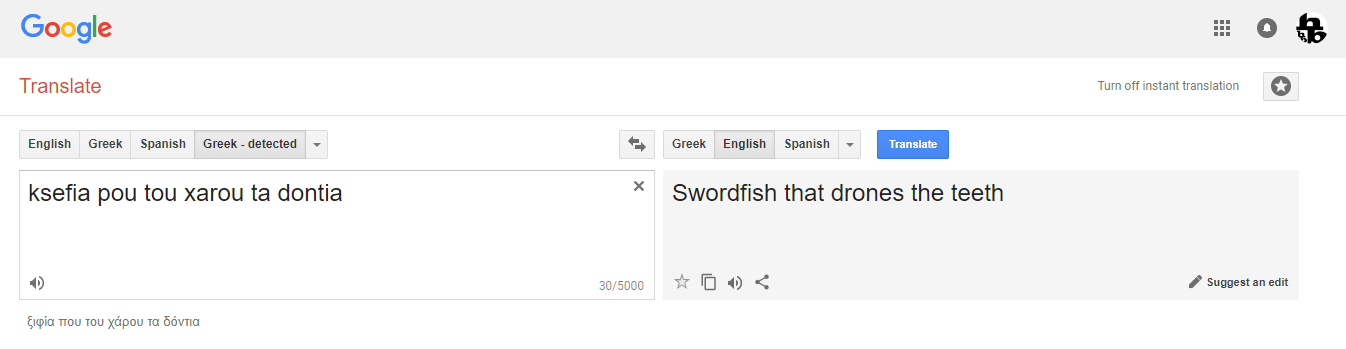 Google
Translate
Turn off instant translation
English Greek Spanish Greek - detected
Greek English Spanish Translate
ksefia pou tou xarou ta dontia
Swordfish that drones the teeth
30/5000
Suggest an edit
ξιφία που του χάρου τα δόντια